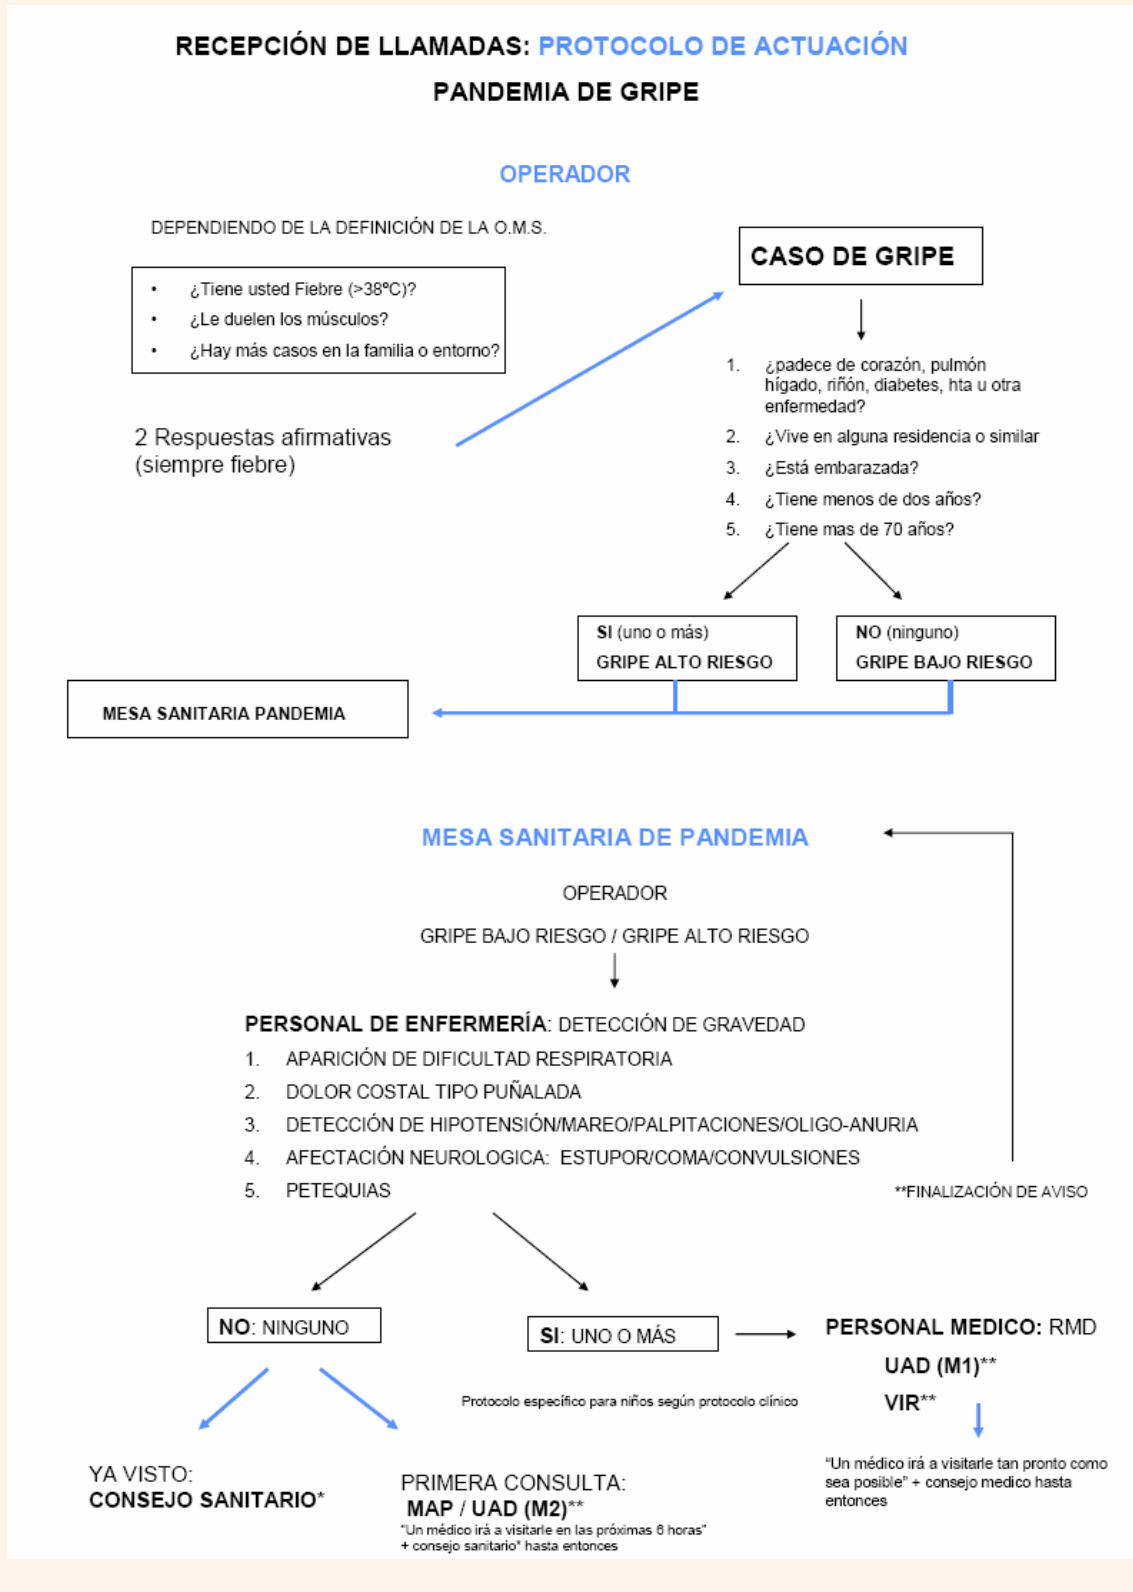 RECEPCIÓN DE LLAMADAS: PROTOCOLO DE ACTUACIÓN
PANDEMIA DE GRIPE
OPERADOR
DEPENDIENDO DE LA DEFINICIÓN DE LA O.M.S.
• ¿Tiene usted Fiebre (>38ºC)?
• ¿Le duelen los músculos?
• ¿Hay más casos en la familia o entorno?
2 Respuestas afirmativas
(siempre fiebre)
CASO DE GRIPE
1. ¿padece de corazón, pulmón
hígado, riñón, diabetes, hta u otra
enfermedad?
2. ¿Vive en alguna residencia o similar
3. ¿Está embarazada?
4. ¿Tiene menos de dos años?
5. ¿Tiene mas de 70 años?
SI (uno o más)
GRIPE ALTO RIESGO
NO (ninguno)
GRIPE BAJO RIESGO
MESA SANITARIA PANDEMIA
MESA SANITARIA DE PANDEMIA
OPERADOR
GRIPE BAJO RIESGO / GRIPE ALTO RIESGO
PERSONAL DE ENFERMERÍA: DETECCIÓN DE GRAVEDAD
1. APARICIÓN DE DIFICULTAD RESPIRATORIA
2. DOLOR COSTAL TIPO PUÑALADA
3. DETECCIÓN DE HIPOTENSIÓN/MAREO/PALPITACIONES/OLIGO-ANURIA
4. AFECTACIÓN NEUROLOGICA: ESTUPOR/COMA/CONVULSIONES
5. PETEQUIAS
**FINALIZACIÓN DE AVISO
NO: NINGUNO
SI: UNO O MÁS
PERSONAL MEDICO: RMD
UAD (M1)**
VIR**
Protocolo específico para niños según protocolo clínico
"Un médico irá a visitarle tan pronto como
sea posible" + consejo medico hasta
entonces
YA VISTO:
CONSEJO SANITARIO*
PRIMERA CONSULTA:
MAP / UAD (M2)**
"Un médico irá a visitarle en las próximas 6 horas"
+ consejo sanitario* hasta entonces